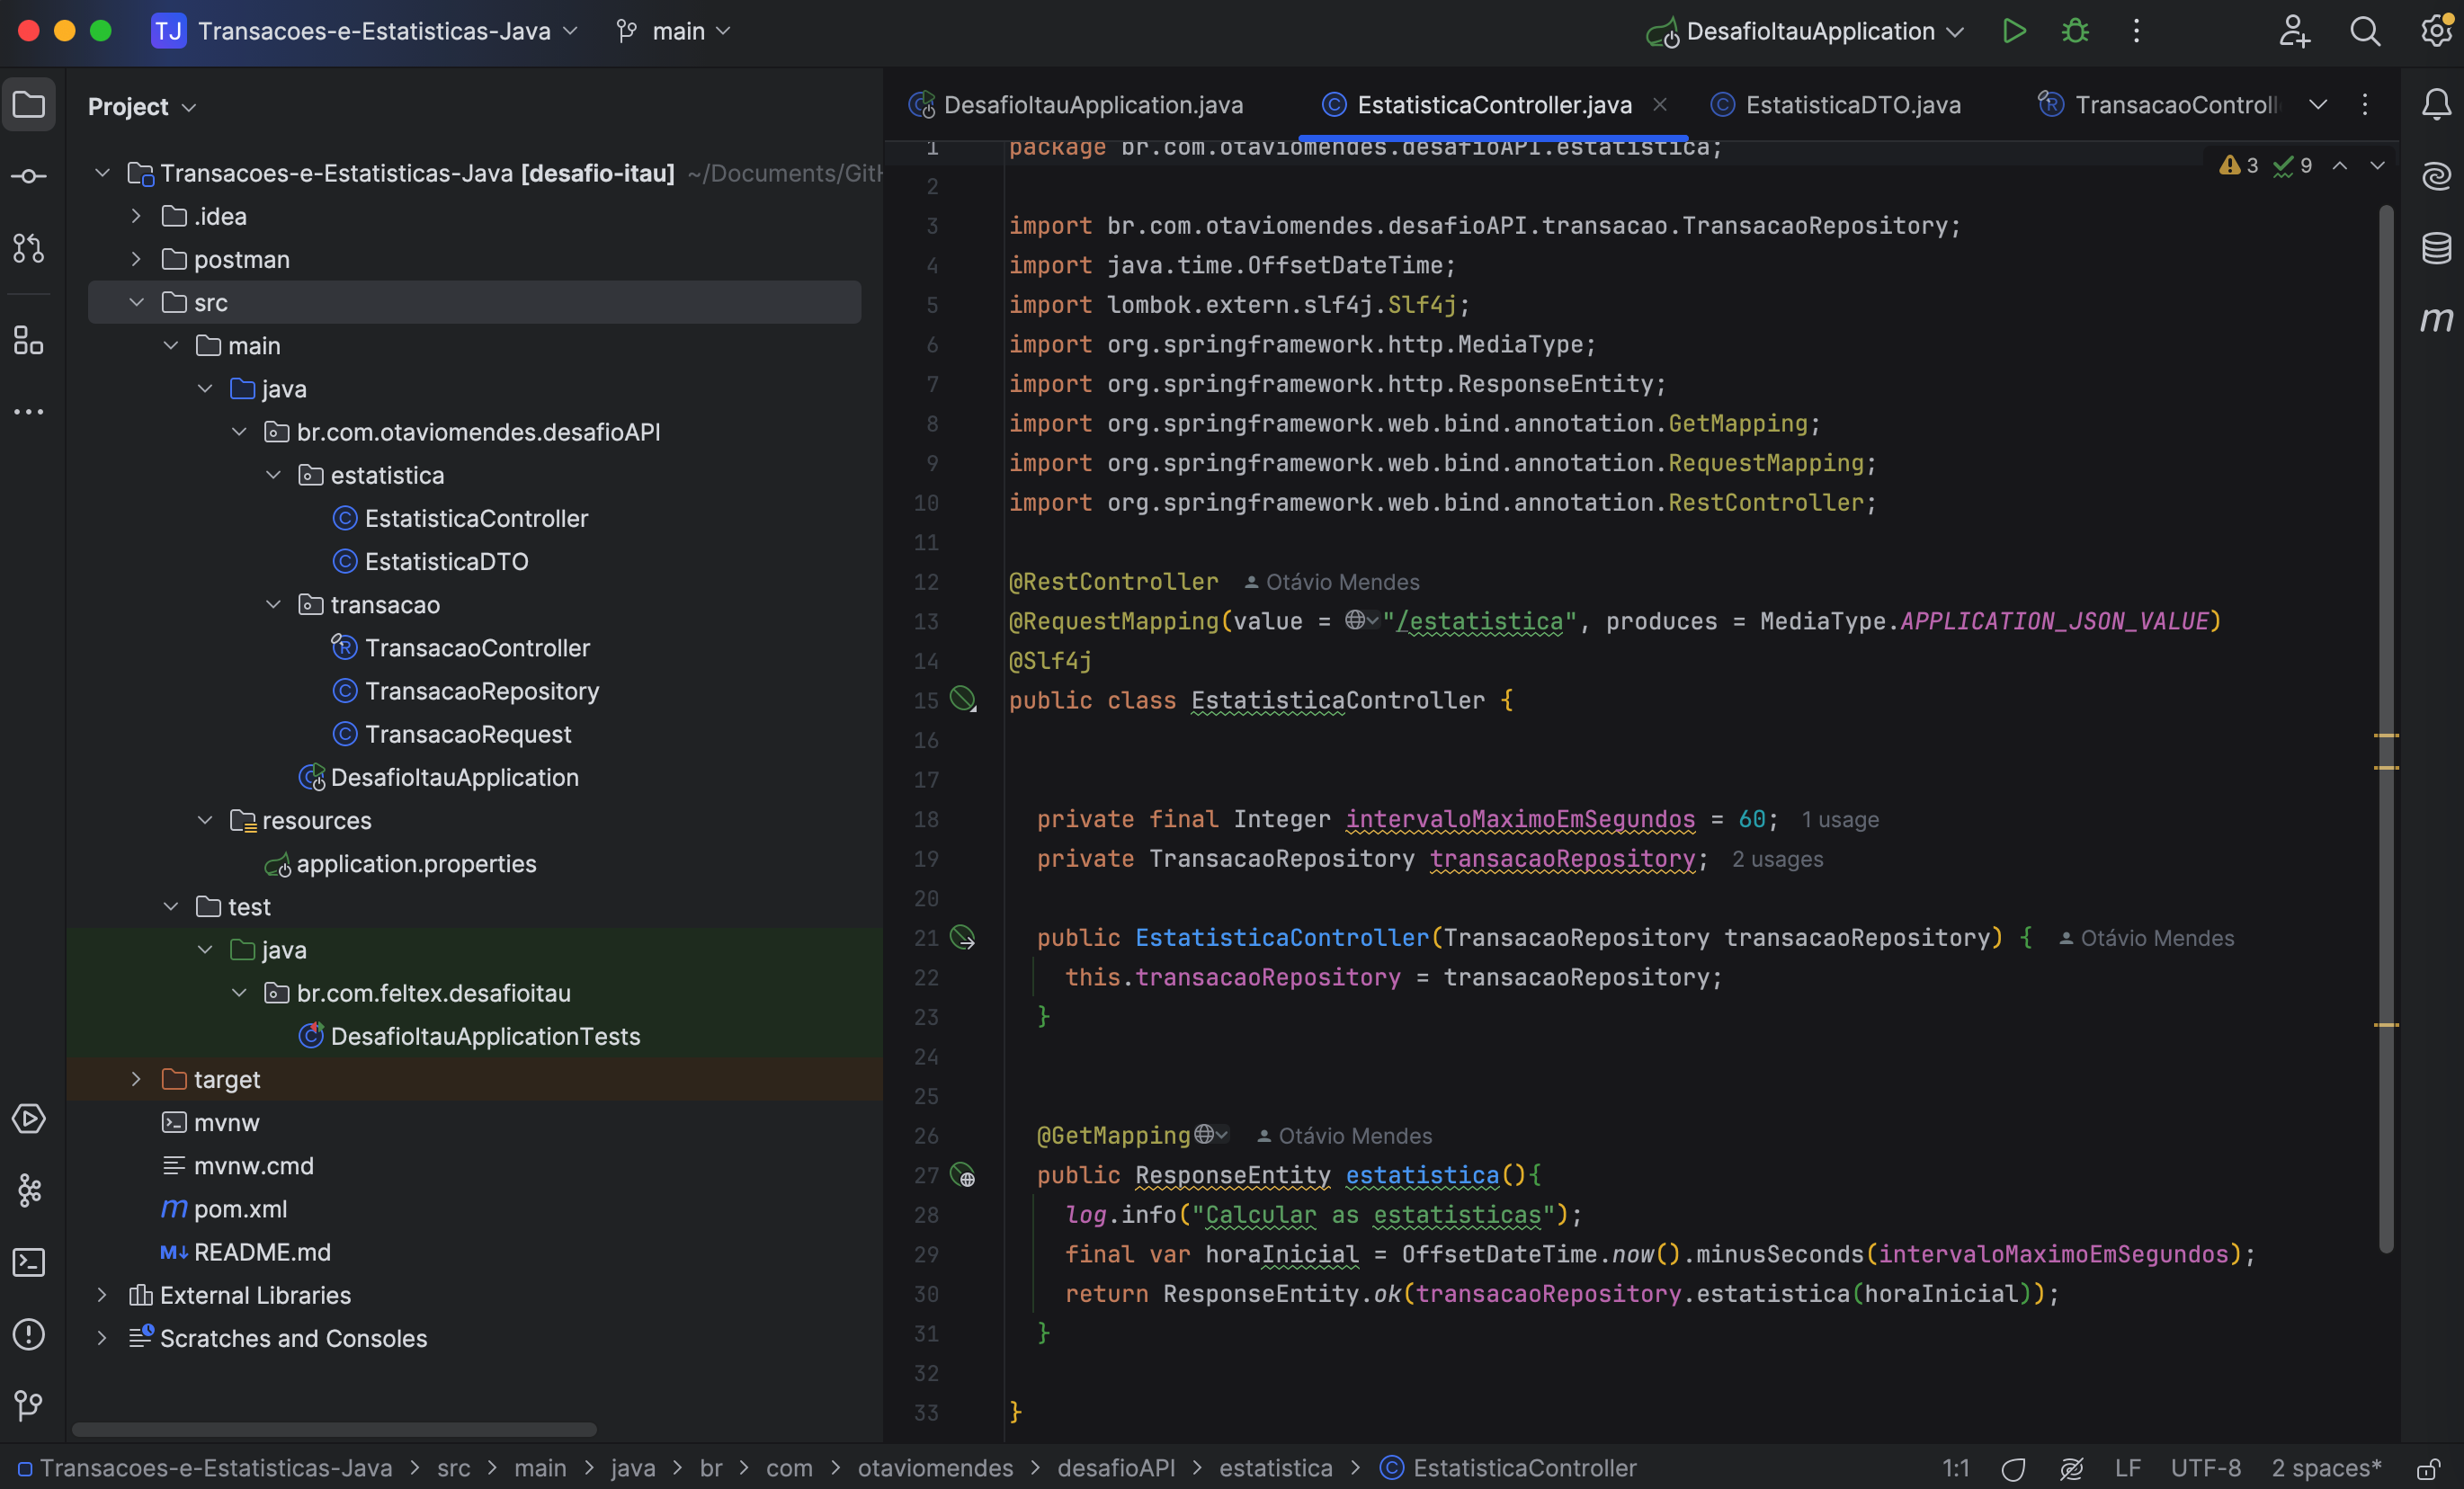 TJ Transacoes-e-Estatisticas-Java main DesafioItauApplication
Project
Transacoes-e-Estatisticas-Java [desafio-itau] ~/Documents/GitH
.idea
postman
src
main
java
br.com.otaviomendes.desafioAPI
estatistica
EstatisticaController
EstatisticaDTO
transacao
TransacaoController
TransacaoRepository
TransacaoRequest
DesafioItauApplication
resources
application.properties
test
java
br.com.feltex.desafioitau
DesafioItauApplicationTests
target
mvnw
mvnw.cmd
pom.xml
README.md
External Libraries
Scratches and Consoles
DesafioItauApplication.java EstatisticaController.java EstatisticaDTO.java TransacaoControll
3 9
1 package br.com.otaviomendes.desafioAPI.estatistica;
2
3 import br.com.otaviomendes.desafioAPI.transacao.TransacaoRepository;
4 import java.time.OffsetDateTime;
5 import lombok.extern.slf4j.Slf4j;
6 import org.springframework.http.MediaType;
7 import org.springframework.http.ResponseEntity;
8 import org.springframework.web.bind.annotation.GetMapping;
9 import org.springframework.web.bind.annotation.RequestMapping;
10 import org.springframework.web.bind.annotation.RestController;
11
12 @RestController Otávio Mendes
13 @RequestMapping(value = "/estatistica", produces = MediaType.APPLICATION_JSON_VALUE)
14 @Slf4j
15 public class EstatisticaController {
16
17
18 private final Integer intervaloMaximoEmSegundos = 60; 1 usage
19 private TransacaoRepository transacaoRepository; 2 usages
20
21 public EstatisticaController(TransacaoRepository transacaoRepository) { Otávio Mendes
22 this.transacaoRepository = transacaoRepository;
23 }
24
25
26 @GetMapping Otávio Mendes
27 public ResponseEntity estatistica(){
28 log.info("Calcular as estatisticas");
29 final var horaInicial = OffsetDateTime.now().minusSeconds(intervaloMaximoEmSegundos);
30 return ResponseEntity.ok(transacaoRepository.estatistica(horaInicial));
31 }
32
33 }
Transacoes-e-Estatisticas-Java > src > main > java > br > com > otaviomendes > desafioAPI > estatistica > EstatisticaController 1:1 LF UTF-8 2 spaces*